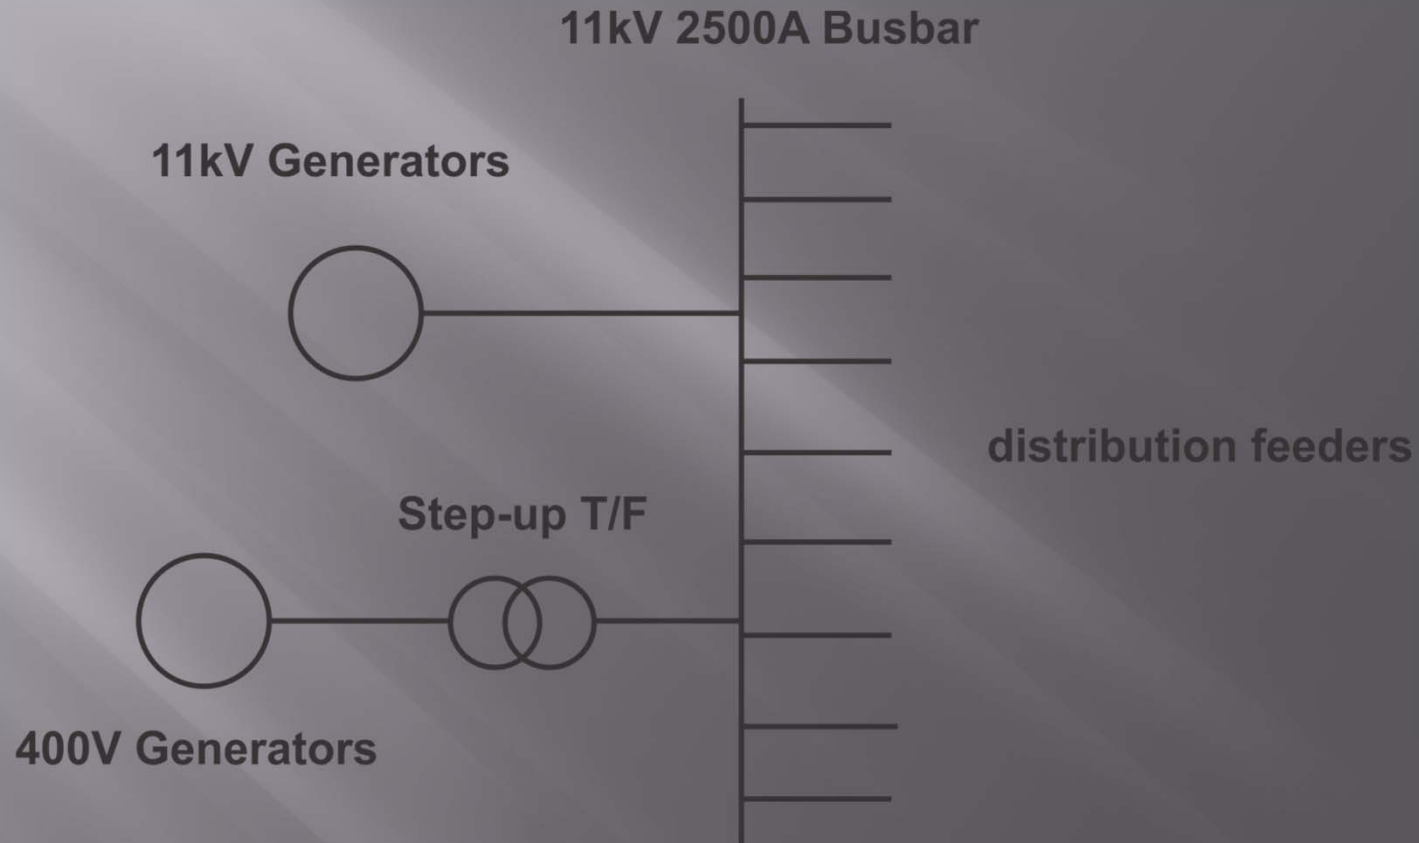 11kV 2500A Busbar
11kV Generators
distribution feeders
Step-up T/F
400V Generators